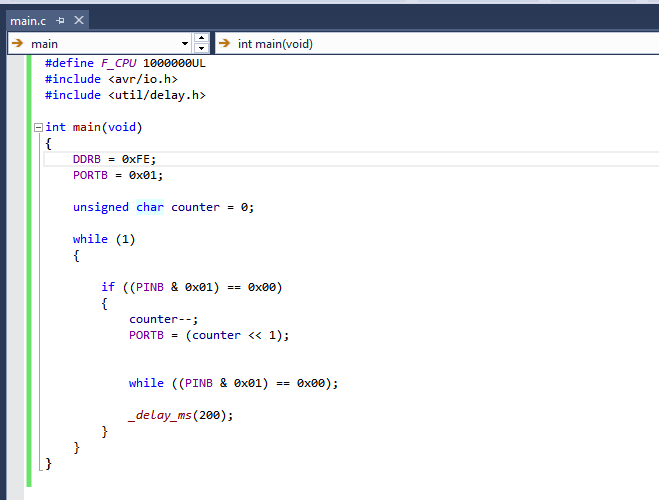 main.c
main
int main(void)
#define F_CPU 1000000UL
#include <avr/io.h>
#include <util/delay.h>
int main(void)
{
DDRB = 0xFE;
PORTB = 0x01;
unsigned char counter = 0;
while (1)
{
if ((PINB & 0x01) == 0x00)
{
counter--;
PORTB = (counter << 1);
while ((PINB & 0x01) == 0x00);
_delay_ms(200);
}
}
}